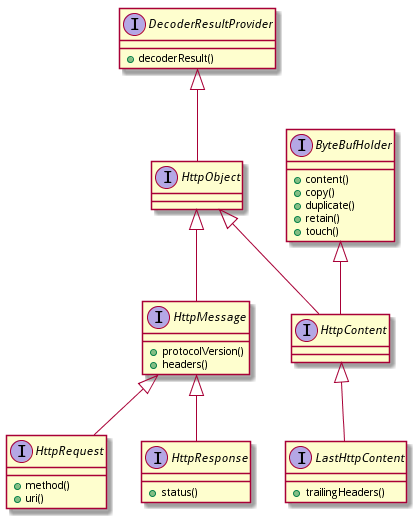 I DecoderResultProvider
decoderResult()
I ByteBufHolder
content()
copy()
duplicate()
retain()
touch()
I HttpObject
I HttpMessage
protocolVersion()
headers()
I HttpContent
I HttpRequest
method()
uri()
I HttpResponse
status()
I LastHttpContent
trailingHeaders()